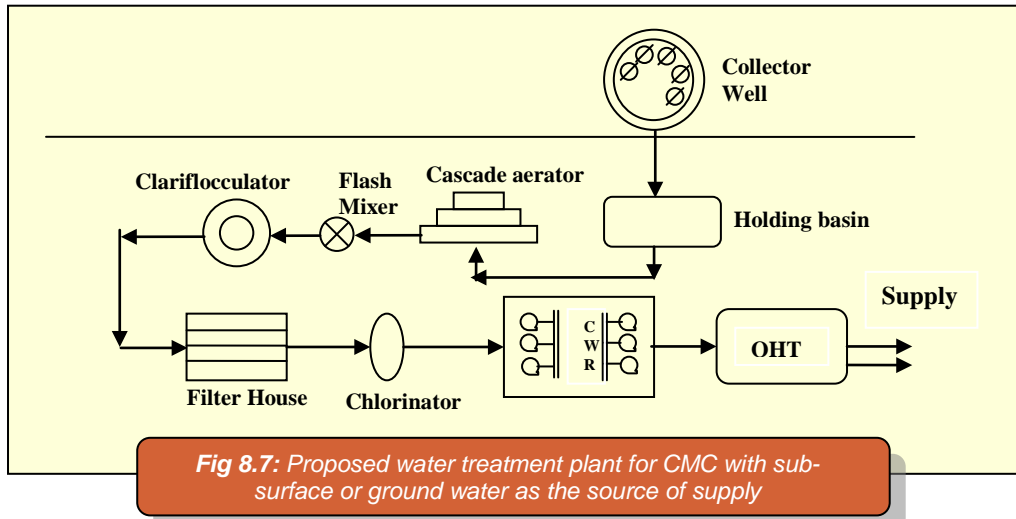 Collector
Well
Clariflocculator
Flash
Mixer
Cascade aerator
Holding basin
Supply
C
W
R
OHT
Filter House
Chlorinator
Fig 8.7: Proposed water treatment plant for CMC with sub-
surface or ground water as the source of supply